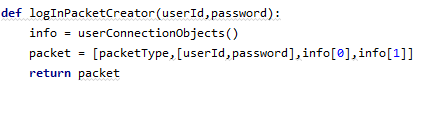 def logInPacketCreator(userId,password):
    info = userConnectionObjects()
    packet = [packetType,[userId,password],info[0],info[1]]
    return packet